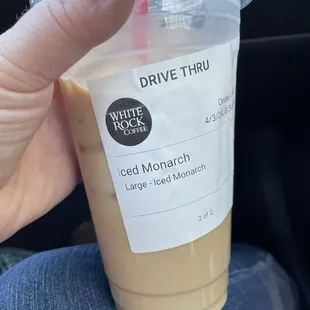 DRIVE THRU
WHITE
ROCK
COFFEE
Iced Monarch
Large - Iced Monarch
2 of 2